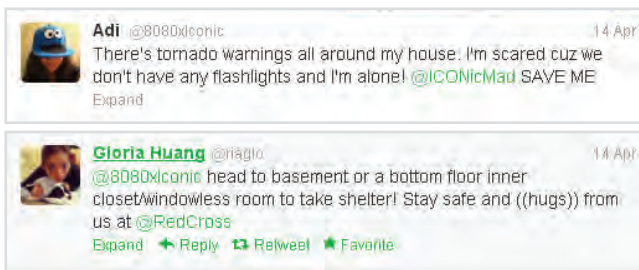 Adi @8080xIconic 14 Apr
There's tornado warnings all around my house. I'm scared cuz we
don't have any flashlights and I'm alone! @ICONicMad SAVE ME
Expand
Gloria Huang @riaglo 14 Apr
@8080xIconic head to basement or a bottom floor inner
closet/windowless room to take shelter! Stay safe and ((hugs)) from
us at @RedCross
Expand Reply Retweet Favorite